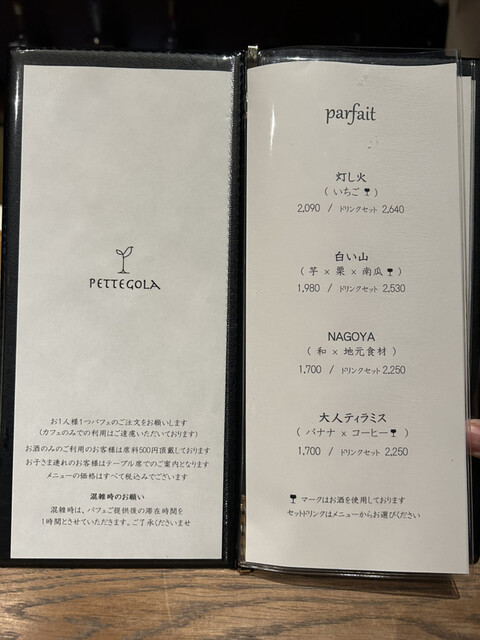 PETTEGOLA
お1人様1つパフェのご注文をお願いします
(カフェのみでの利用はご遠慮いただいております)
お酒のみのご利用のお客様は席料500円頂戴しております
お子さま連れのお客様はテーブル席でのご案内となります
メニューの価格はすべて税込みでございます
混雑時のお願い
混雑時は、パフェご提供後の滞在時間を
1時間とさせていただきます。ご了承くださいませ
parfait
灯し火
( いちご )
2,090 / ドリンクセット 2,640
白い山
( 芋 × 栗 × 南瓜 )
1,980 / ドリンクセット 2,530
NAGOYA
( 和 × 地元食材 )
1,700 / ドリンクセット 2,250
大人ティラミス
( バナナ × コーヒー )
1,700 / ドリンクセット 2,250
マークはお酒を使用しております
セットドリンクはメニューからお選びください